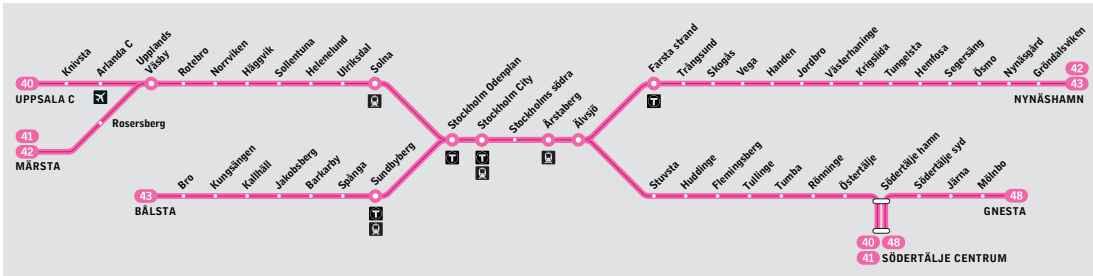 40
UPPSALA C
Knivsta
Arlanda C
Upplands
Väsby
Rotebro
Norrviken
Häggvik
Sollentuna
Helenelund
Ulriksdal
Solna
41
42
MÄRSTA
Rosersberg
43
BÅLSTA
Bro
Kungsängen
Kallhäll
Jakobsberg
Barkarby
Spånga
Sundbyberg
T
Stockholm Odenplan
T
Stockholm City
T
Stockholms södra
Årstaberg
Älvsjö
Farsta strand
T
Trångsund
Skogås
Vega
Handen
Jordbro
Västerhaninge
Krigslida
Tungelsta
Hemfosa
Segersäng
Ösmo
Nynäsgård
Gröndalsviken
42
43
NYNÄSHAMN
Stuvsta
Huddinge
Flemingsberg
Tullinge
Tumba
Rönninge
Östertälje
Södertälje hamn
Södertälje syd
Järna
Mölnbo
48
GNESTA
40 48
41 SÖDERTÄLJE CENTRUM